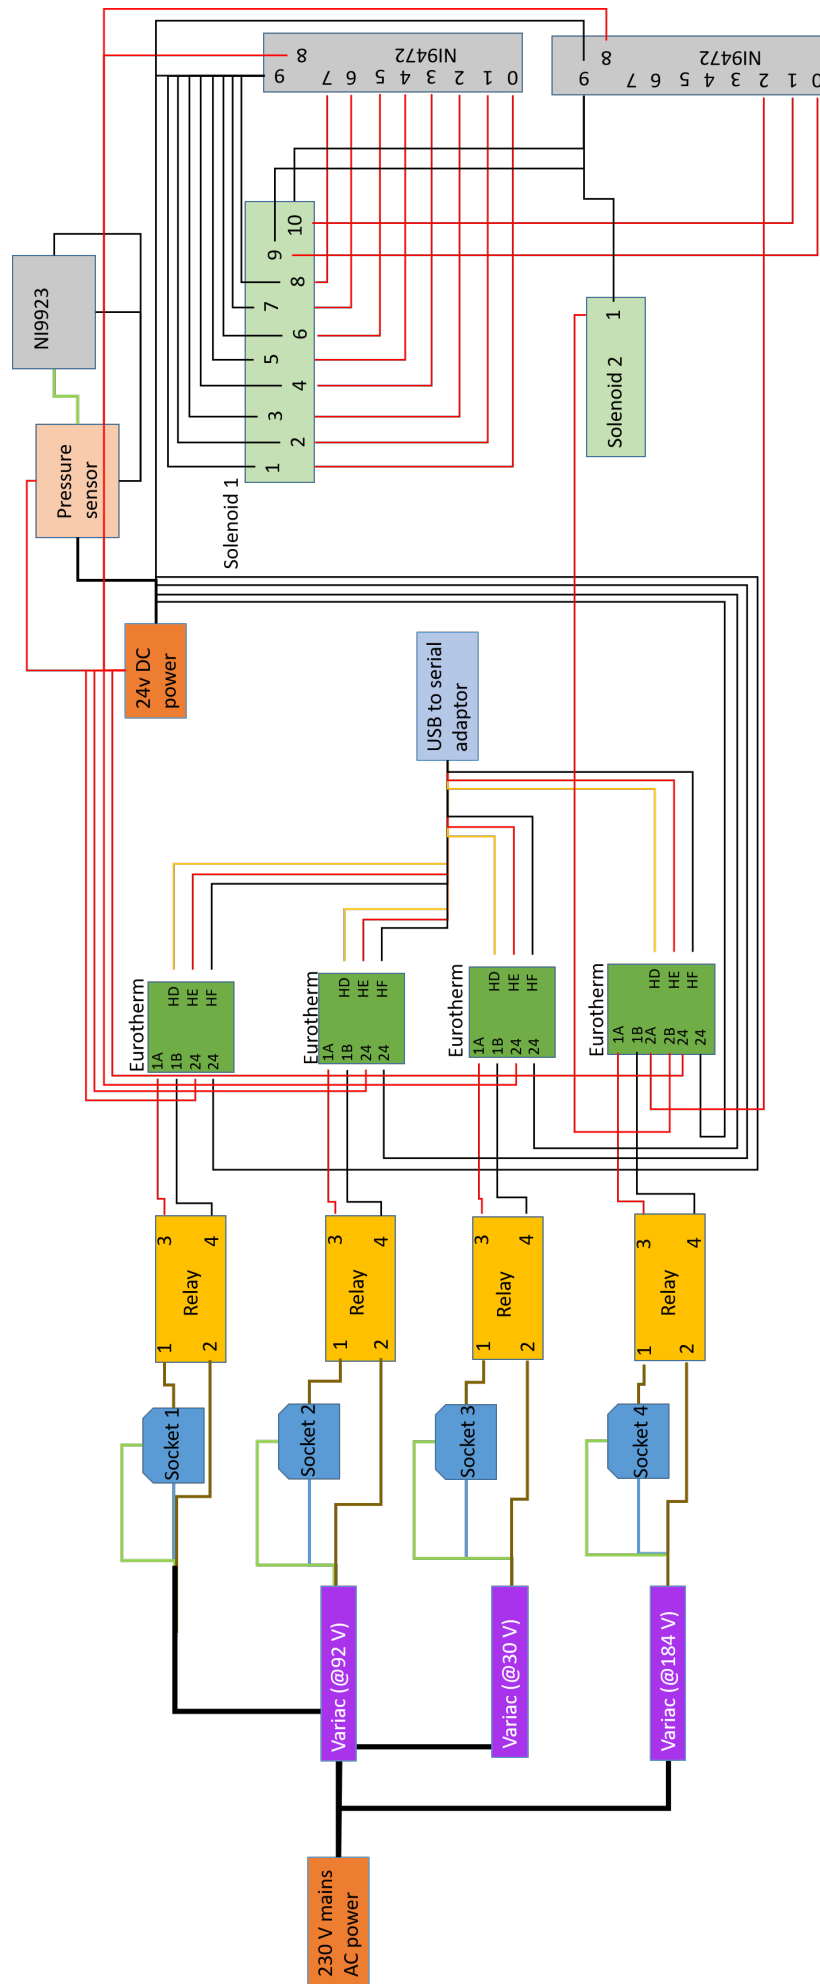 230 V mains
AC power
Variac (@92 V)
Variac (@30 V)
Variac (@184 V)
Socket 1
Socket 2
Socket 3
Socket 4
1
2
Relay
3
4
1
2
Relay
3
4
1
2
Relay
3
4
1
2
Relay
3
4
Eurotherm
1A
1B
24
24
HD
HE
HF
Eurotherm
1A
1B
24
24
HD
HE
HF
Eurotherm
1A
1B
24
24
HD
HE
HF
Eurotherm
1A
1B
2A
2B
24
24
HD
HE
HF
24v DC
power
USB to serial
adaptor
Pressure
sensor
NI9923
Solenoid 1
1
2
3
4
5
6
7
8
9
10
Solenoid 2
1
NI9472
8
9
7
6
5
4
3
2
1
0
NI9472
8
9
7
6
5
4
3
2
1
0